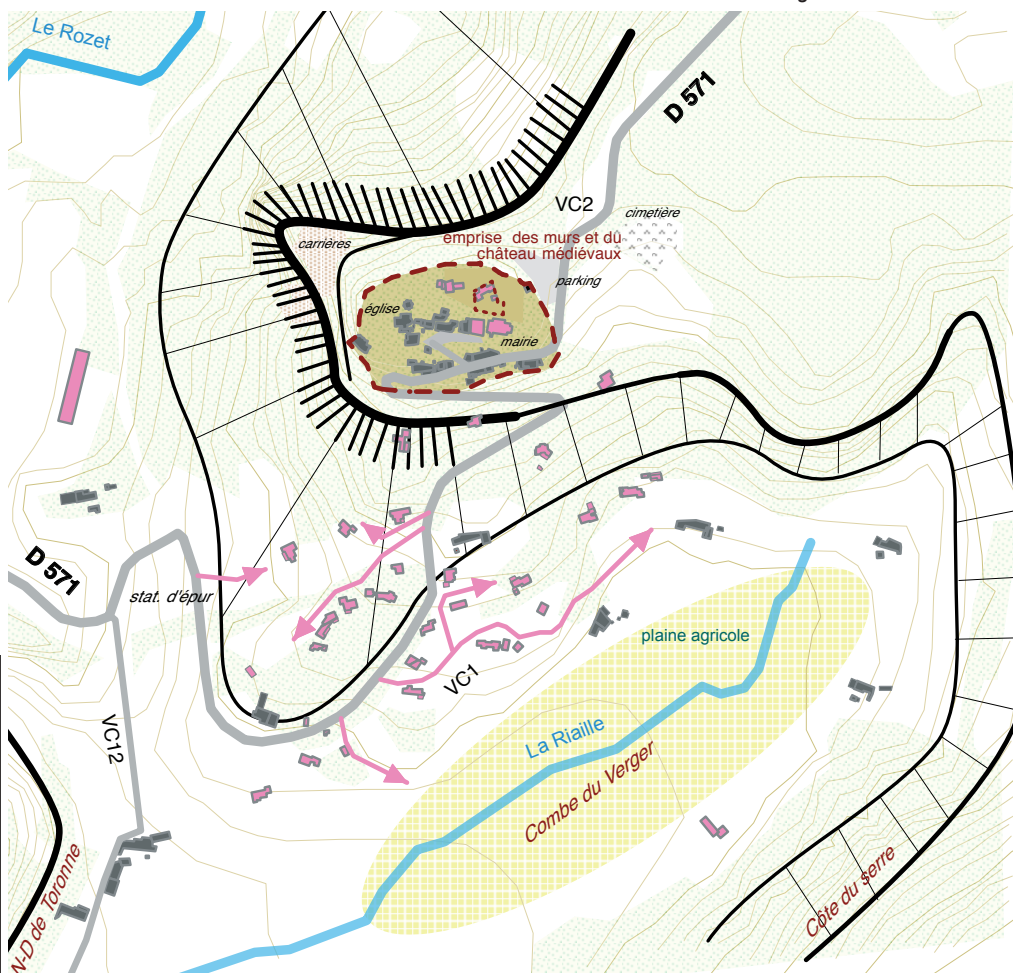 Le Rozet
D 571
VC2
cimetière
carrières
emprise des murs et du
château médiévaux
parking
église
mairie
D 571
stat. d'épur
plaine agricole
VC1
VC12
La Riaille
Combe du Verger
N-D de Toronne
Côte du serre